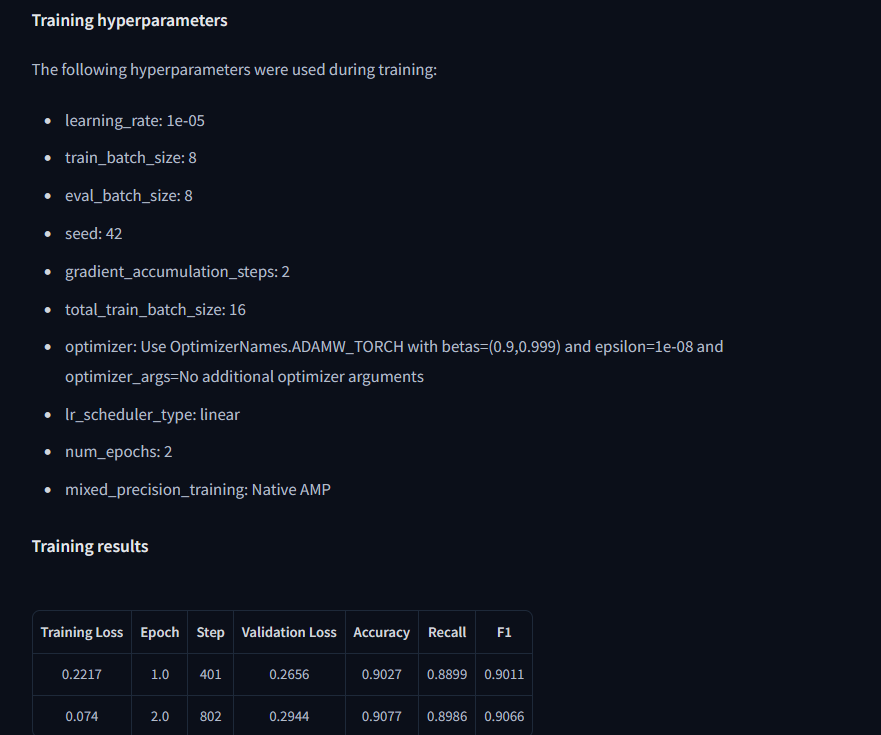 Training hyperparameters
The following hyperparameters were used during training:
learning_rate: 1e-05
train_batch_size: 8
eval_batch_size: 8
seed: 42
gradient_accumulation_steps: 2
total_train_batch_size: 16
optimizer: Use OptimizerNames.ADAMW_TORCH with betas=(0.9,0.999) and epsilon=1e-08 and
optimizer_args=No additional optimizer arguments
lr_scheduler_type: linear
num_epochs: 2
mixed_precision_training: Native AMP
Training results
Training Loss Epoch Step Validation Loss Accuracy Recall F1
0.2217 1.0 401 0.2656 0.9027 0.8899 0.9011
0.074 2.0 802 0.2944 0.9077 0.8986 0.9066